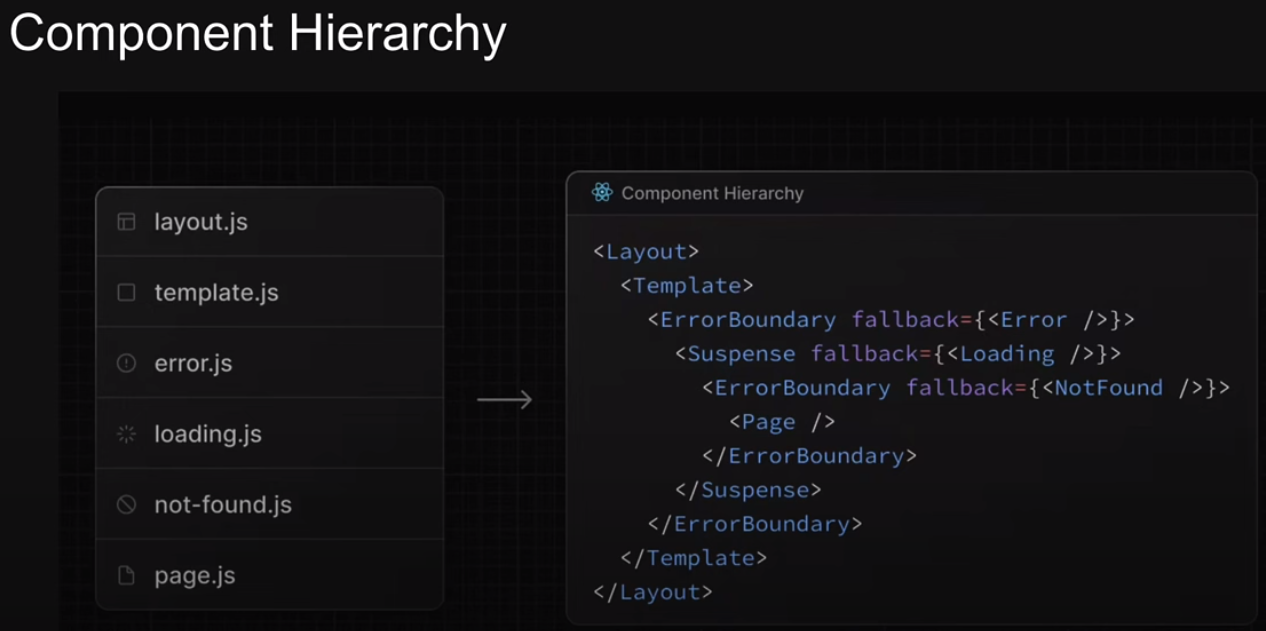 Component Hierarchy
layout.js
template.js
error.js
loading.js
not-found.js
page.js
Component Hierarchy
<Layout>
<Template>
<ErrorBoundary fallback={<Error />}>
<Suspense fallback={<Loading />}>
<ErrorBoundary fallback={<NotFound />}>
<Page />
</ErrorBoundary>
</Suspense>
</ErrorBoundary>
</Template>
</Layout>